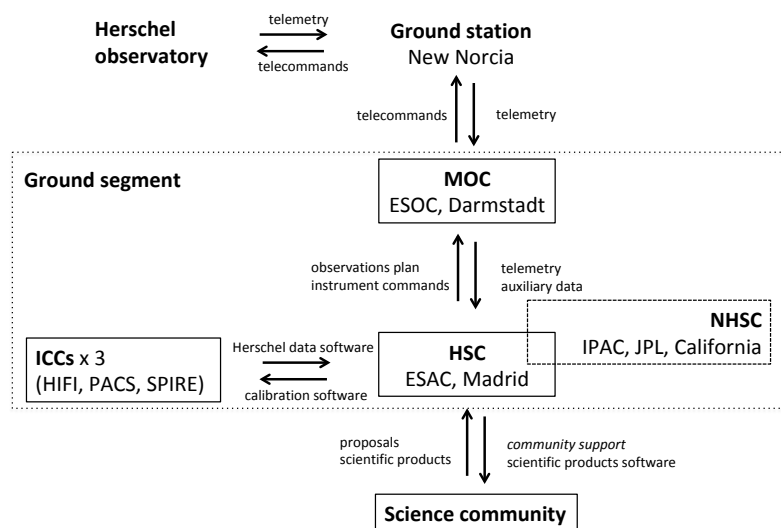 Herschel
observatory
telemetry
telecommands
Ground station
New Norcia
telecommands
telemetry
Ground segment
MOC
ESOC, Darmstadt
observations plan
instrument commands
telemetry
auxiliary data
NHSC
IPAC, JPL, California
ICCs x 3
(HIFI, PACS, SPIRE)
Herschel data software
calibration software
HSC
ESAC, Madrid
proposals
scientific products
community support
scientific products software
Science community